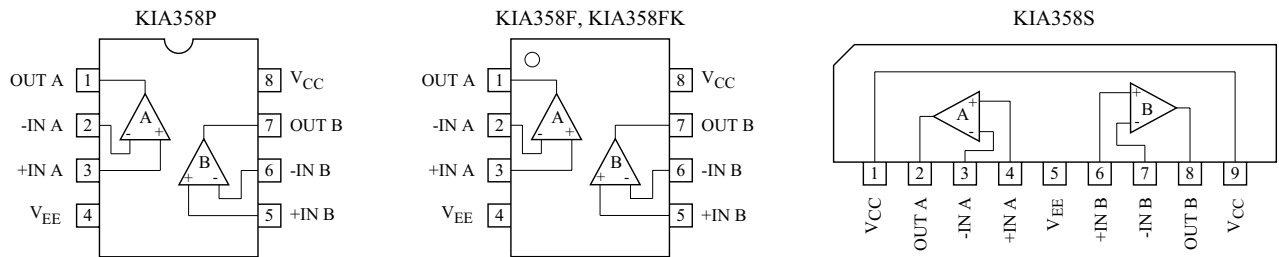 KIA358P
OUT A 1
-IN A 2
+IN A 3
VEE 4
8 VCC
7 OUT B
6 -IN B
5 +IN B
A
- +
B
+ -
KIA358F, KIA358FK
OUT A 1
-IN A 2
+IN A 3
VEE 4
8 VCC
7 OUT B
6 -IN B
5 +IN B
A
- +
B
+ -
KIA358S
A
+
-
B
+
-
1 2 3 4 5 6 7 8 9
VCC
OUT A
-IN A
+IN A
VEE
+IN B
-IN B
OUT B
VCC